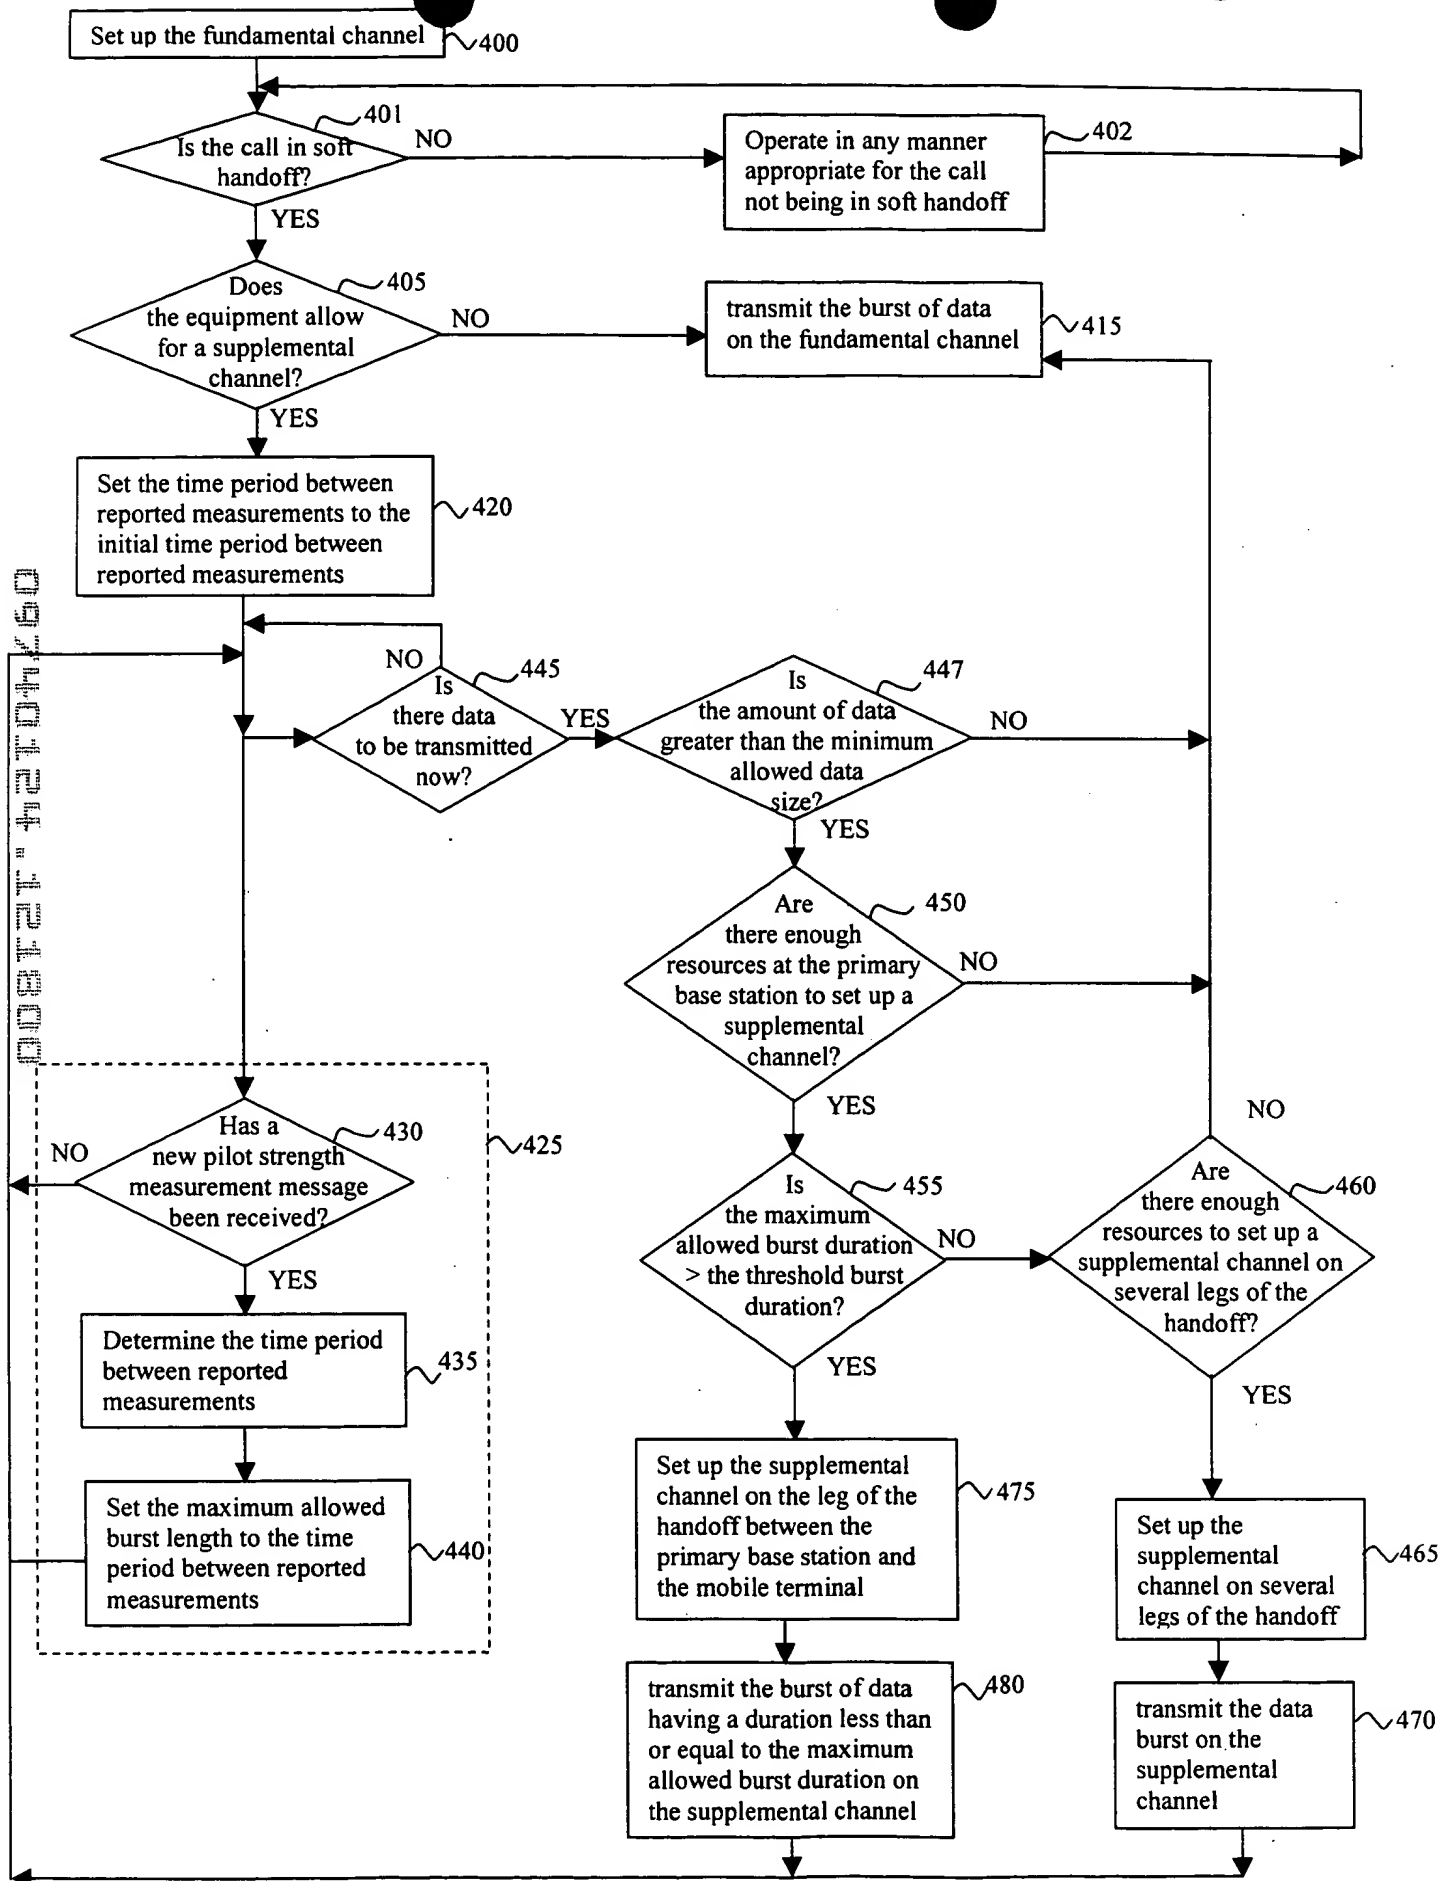 Set up the fundamental channel
400
401
Is the call in soft
handoff?
NO
YES
Operate in any manner
appropriate for the call
not being in soft handoff
402
Does
the equipment allow
for a supplemental
channel?
405
NO
YES
transmit the burst of data
on the fundamental channel
415
Set the time period between
reported measurements to the
initial time period between
reported measurements
420
NO
445
Is
there data
to be transmitted
now?
YES
447
Is
the amount of data
greater than the minimum
allowed data
size?
NO
YES
Are
there enough
resources at the primary
base station to set up a
supplemental
channel?
450
NO
YES
425
Has a
new pilot strength
measurement message
been received?
430
NO
YES
Is
the maximum
allowed burst duration
> the threshold burst
duration?
455
NO
YES
NO
Are
there enough
resources to set up a
supplemental channel on
several legs of the
handoff?
460
YES
Determine the time period
between reported
measurements
435
Set the maximum allowed
burst length to the time
period between reported
measurements
440
Set up the supplemental
channel on the leg of the
handoff between the
primary base station and
the mobile terminal
475
Set up the
supplemental
channel on several
legs of the handoff
465
transmit the burst of data
having a duration less than
or equal to the maximum
allowed burst duration on
the supplemental channel
480
transmit the data
burst on the
supplemental
channel
470